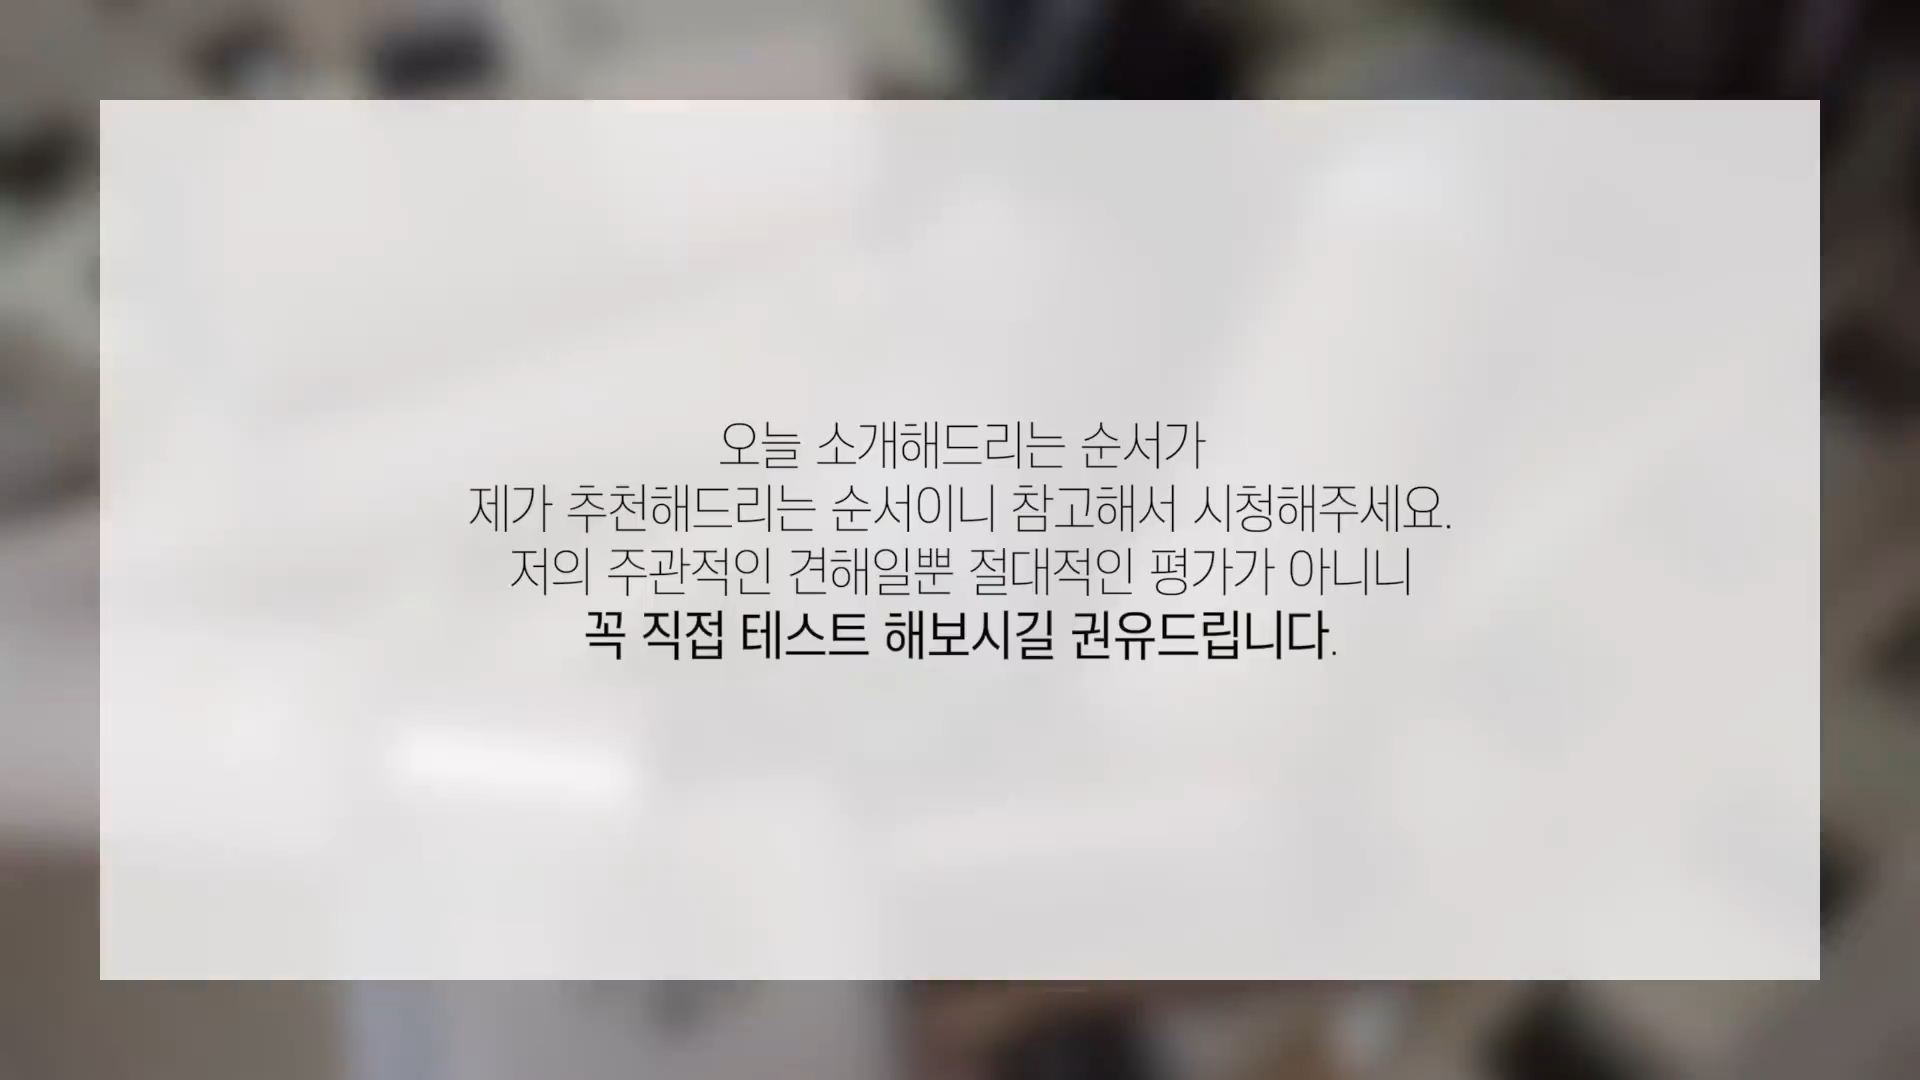 오늘 소개해드리는 순서가
제가 추천해드리는 순서이니 참고해서 시청해주세요.
저의 주관적인 견해일뿐 절대적인 평가가 아니니
꼭 직접 테스트 해보시길 권유드립니다.